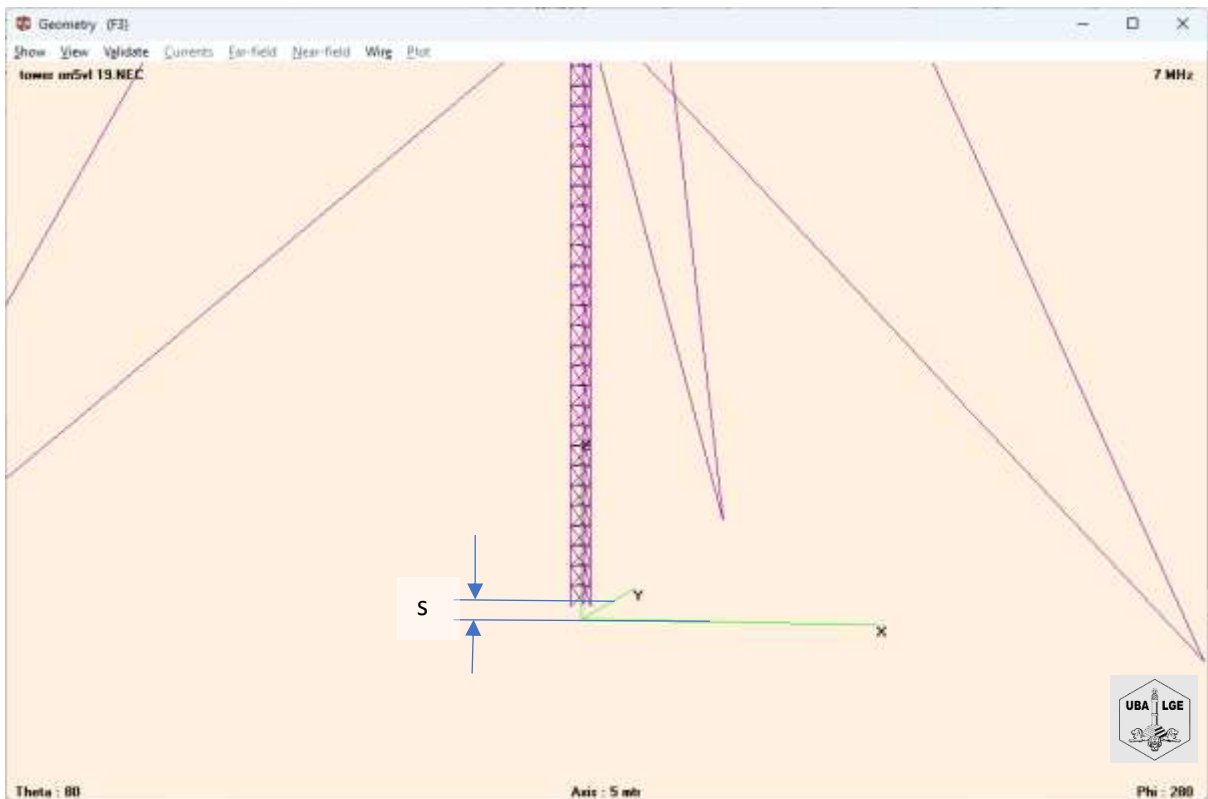 Geometry (F3)
Show View Validate Currents Far-field Near-field Wire Plot
tower on5vl 19.NEC
7 MHz
S
Y
X
UBA LGE
Theta : 80
Axis : 5 mtr
Phi : 280